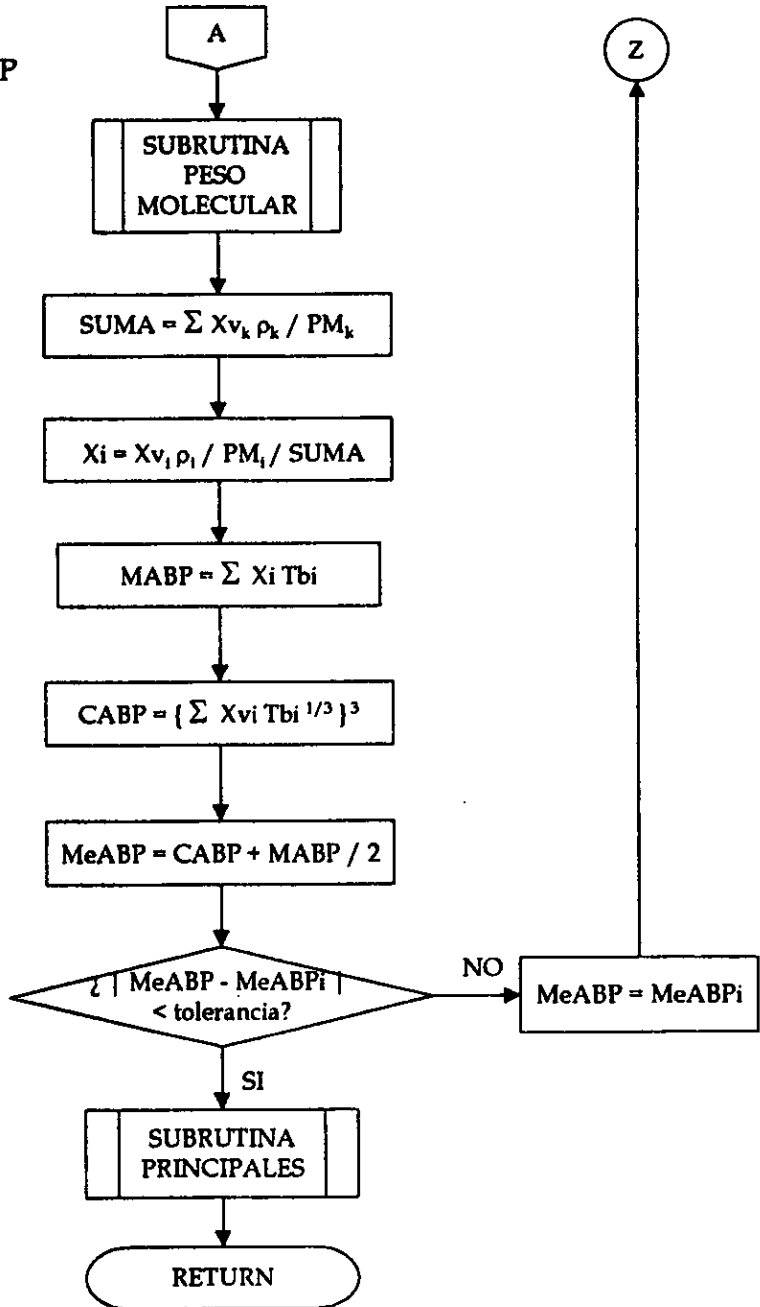 P
A
Z
SUBRUTINA
PESO
MOLECULAR
SUMA = Σ Xvₖ ρₖ / PMₖ
Xi = Xvᵢ ρᵢ / PMᵢ / SUMA
MABP = Σ Xi Tbi
CABP = { Σ Xvi Tbi ¹/³ }³
MeABP = CABP + MABP / 2
¿ | MeABP - MeABPi |
< tolerancia?
NO
MeABP = MeABPi
SI
SUBRUTINA
PRINCIPALES
RETURN